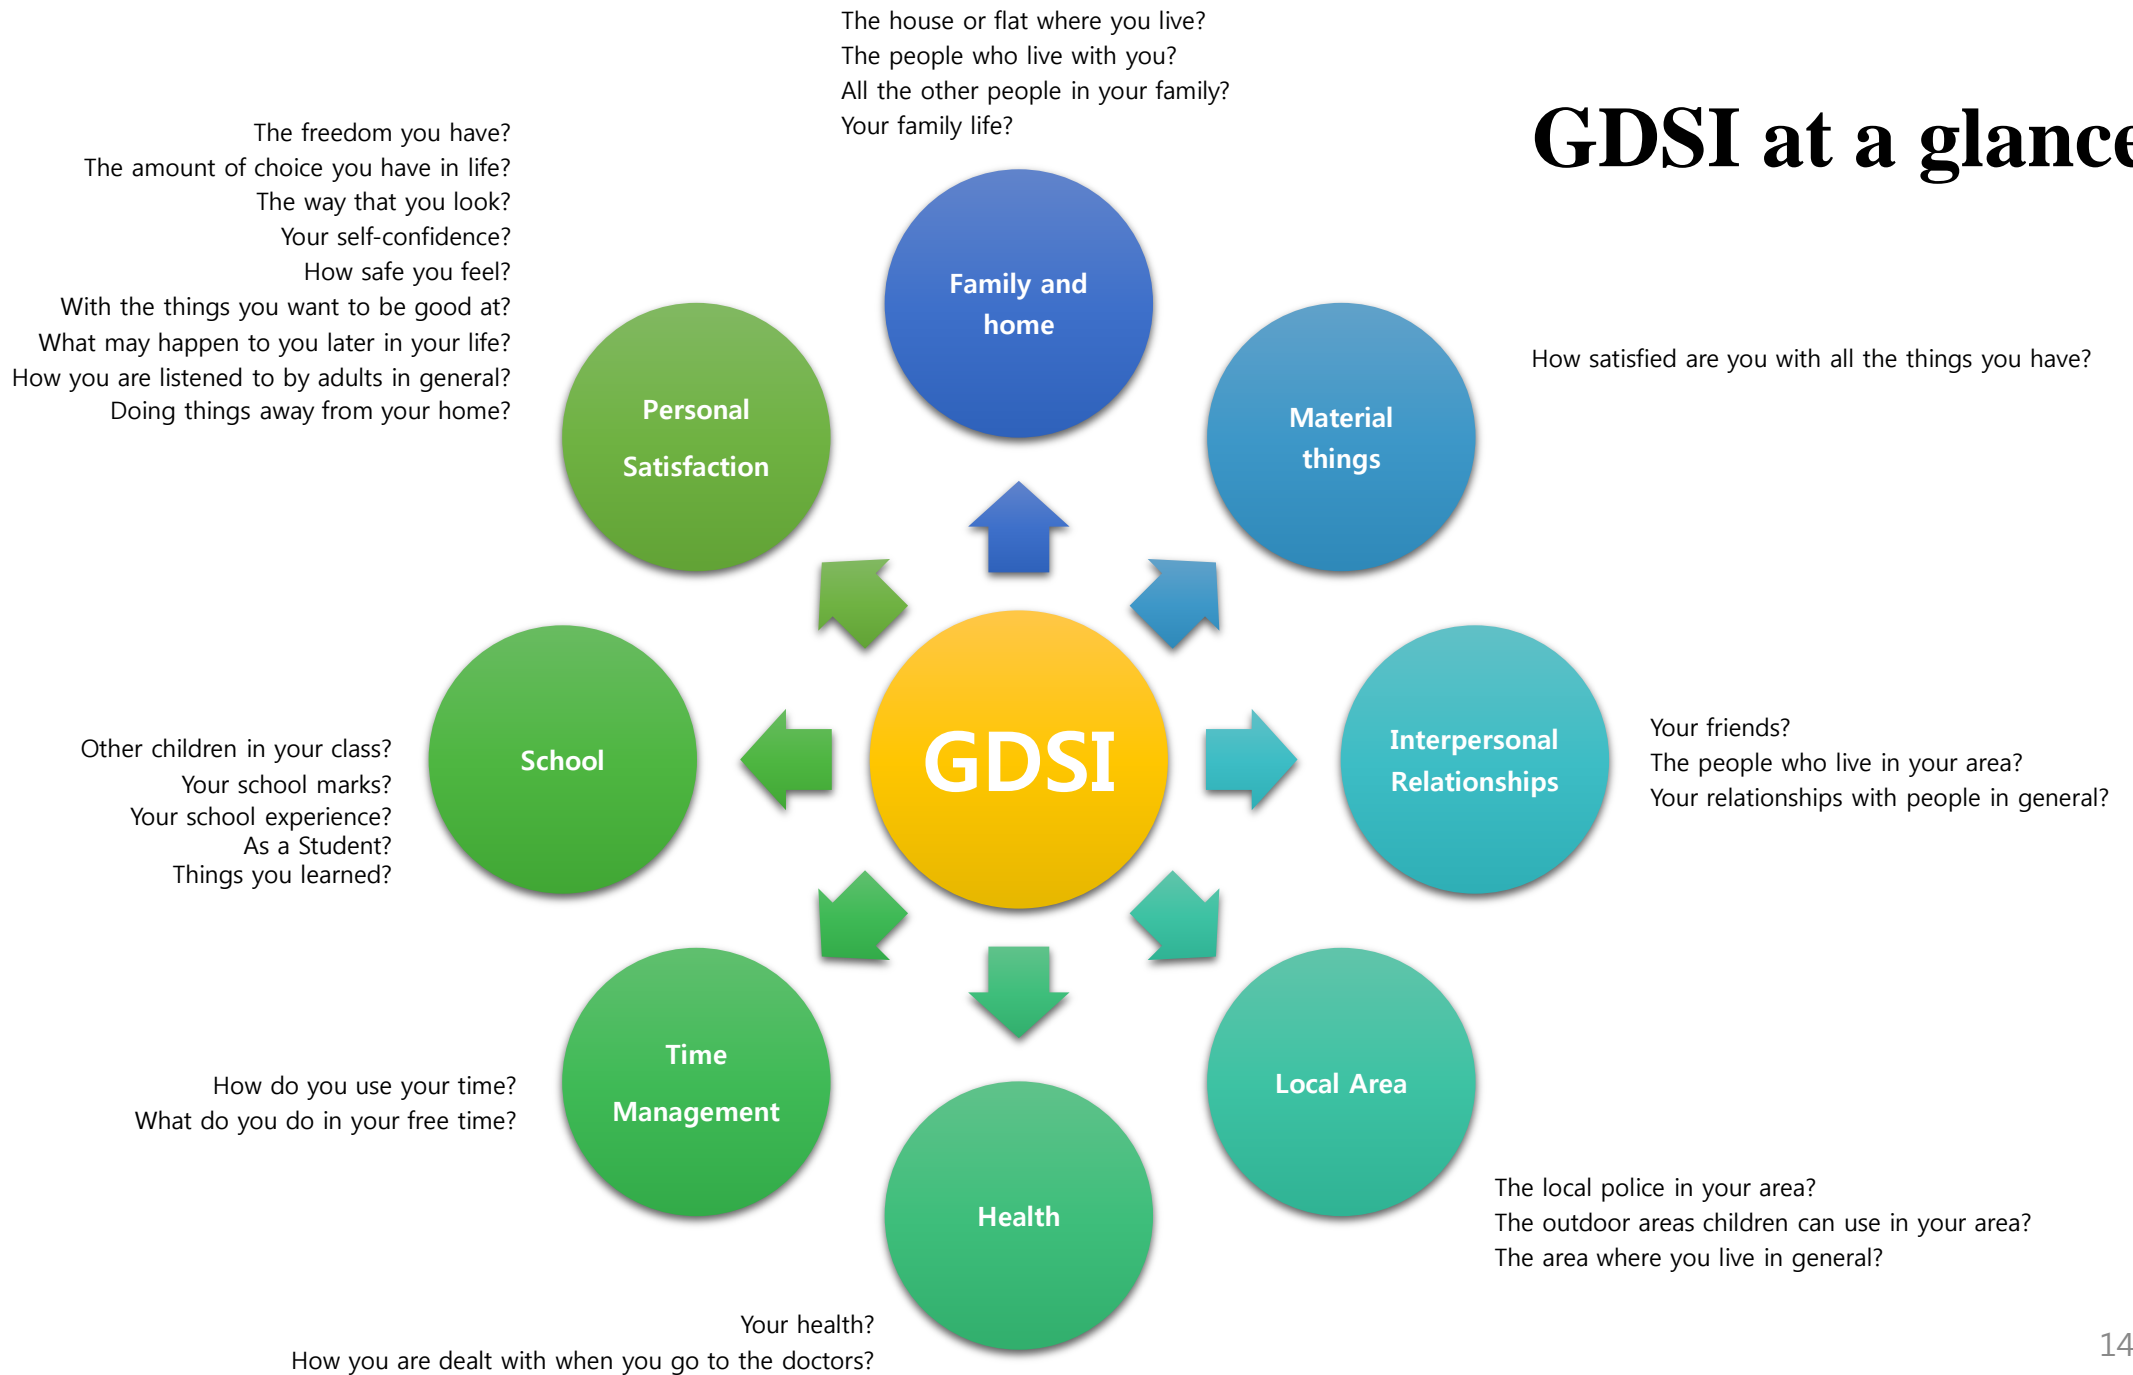 GDSI at a glance
The house or flat where you live?
The people who live with you?
All the other people in your family?
Your family life?
Family and
home
How satisfied are you with all the things you have?
Material
things
Your friends?
The people who live in your area?
Your relationships with people in general?
Interpersonal
Relationships
The local police in your area?
The outdoor areas children can use in your area?
The area where you live in general?
Local Area
Your health?
How you are dealt with when you go to the doctors?
Health
How do you use your time?
What do you do in your free time?
Time
Management
Other children in your class?
Your school marks?
Your school experience?
As a Student?
Things you learned?
School
The freedom you have?
The amount of choice you have in life?
The way that you look?
Your self-confidence?
How safe you feel?
With the things you want to be good at?
What may happen to you later in your life?
How you are listened to by adults in general?
Doing things away from your home?
Personal
Satisfaction
GDSI
14